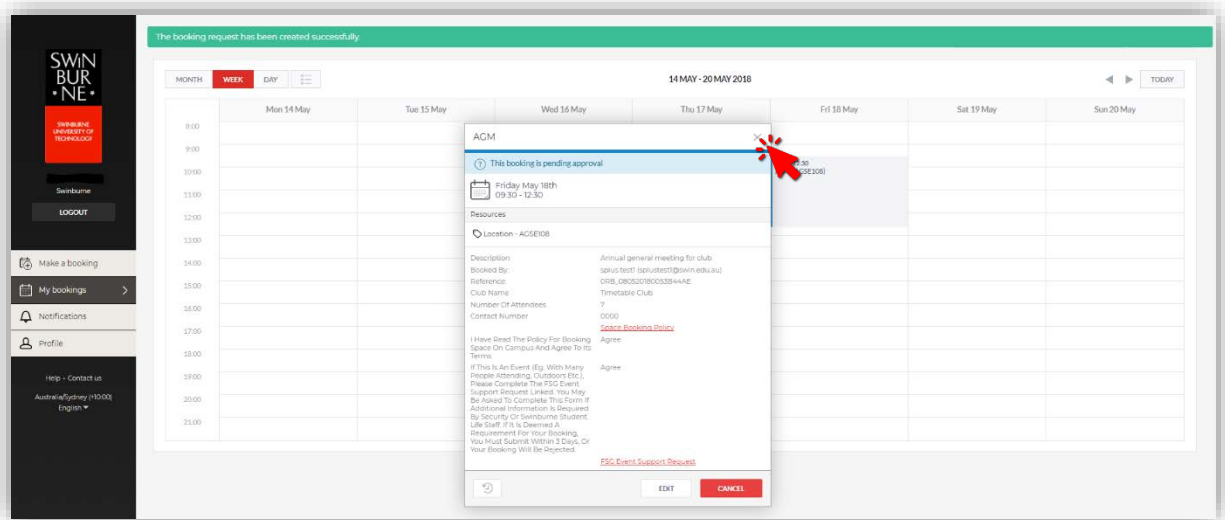 The booking request has been created successfully.
SWIN
BUR
• NE •
SWINBURNE
UNIVERSITY OF
TECHNOLOGY
Swinburne
LOGOUT
Make a booking
My bookings
Notifications
Profile
Help - Contact us
Australia/Sydney (+10:00)
English
MONTH WEEK DAY
14 MAY - 20 MAY 2018
TODAY
Mon 14 May Tue 15 May Wed 16 May Thu 17 May Fri 18 May Sat 19 May Sun 20 May
8:00
9:00
10:00
11:00
12:00
13:00
14:00
15:00
16:00
17:00
18:00
19:00
20:00
21:00
AGM
This booking is pending approval
Friday May 18th
09:30 - 12:30
Resources
Location - AGSE108
Description Annual general meeting for club.
Booked By: splus test1 (splustest1@swin.edu.au)
Reference ORB_080520180053844AE
Club Name Timetable Club
Number Of Attendees 7
Contact Number 0000
Space Booking Policy
I Have Read The Policy For Booking Agree
Space On Campus And Agree To Its
Terms
If This Is An Event (Eg. With Many Agree
People Attending, Outdoors Etc.),
Please Complete The FSG Event
Support Request Linked. You May
Be Asked To Complete This Form If
Additional Information Is Required
By Security Or Swinburne Student
Life Staff. If It Is Deemed A
Requirement For Your Booking,
You Must Submit Within 3 Days, Or
Your Booking Will Be Rejected.
FSG Event Support Request
EDIT CANCEL